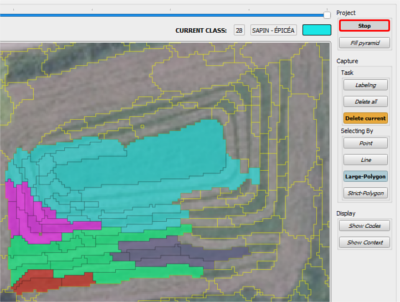 Project
CURRENT CLASS: 28 SAPIN - ÉPICÉA
Stop
Fill pyramid
Capture
Task
Labeling
Delete all
Delete current
Selecting By
Point
Line
Large-Polygon
Strict-Polygon
Display
Show Codes
Show Context